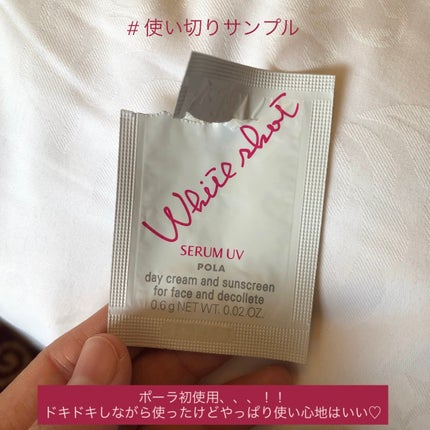 #使い切りサンプル
White shot
SERUM UV
POLA
day cream and sunscreen
for face and decollete
0.6 g NET WT. 0.02 OZ.
ポーラ初使用、、、！！
ドキドキしながら使ったけどやっぱり使い心地はいい♡